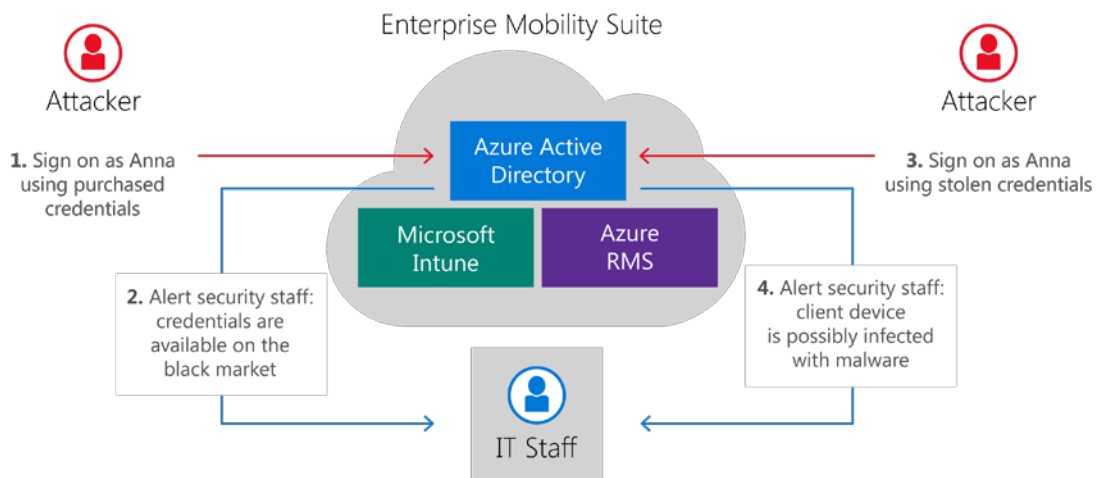 Enterprise Mobility Suite
Attacker
Attacker
1. Sign on as Anna
using purchased
credentials
Azure Active
Directory
3. Sign on as Anna
using stolen credentials
Microsoft
Intune
Azure
RMS
2. Alert security staff:
credentials are
available on the
black market
4. Alert security staff:
client device
is possibly infected
with malware
IT Staff